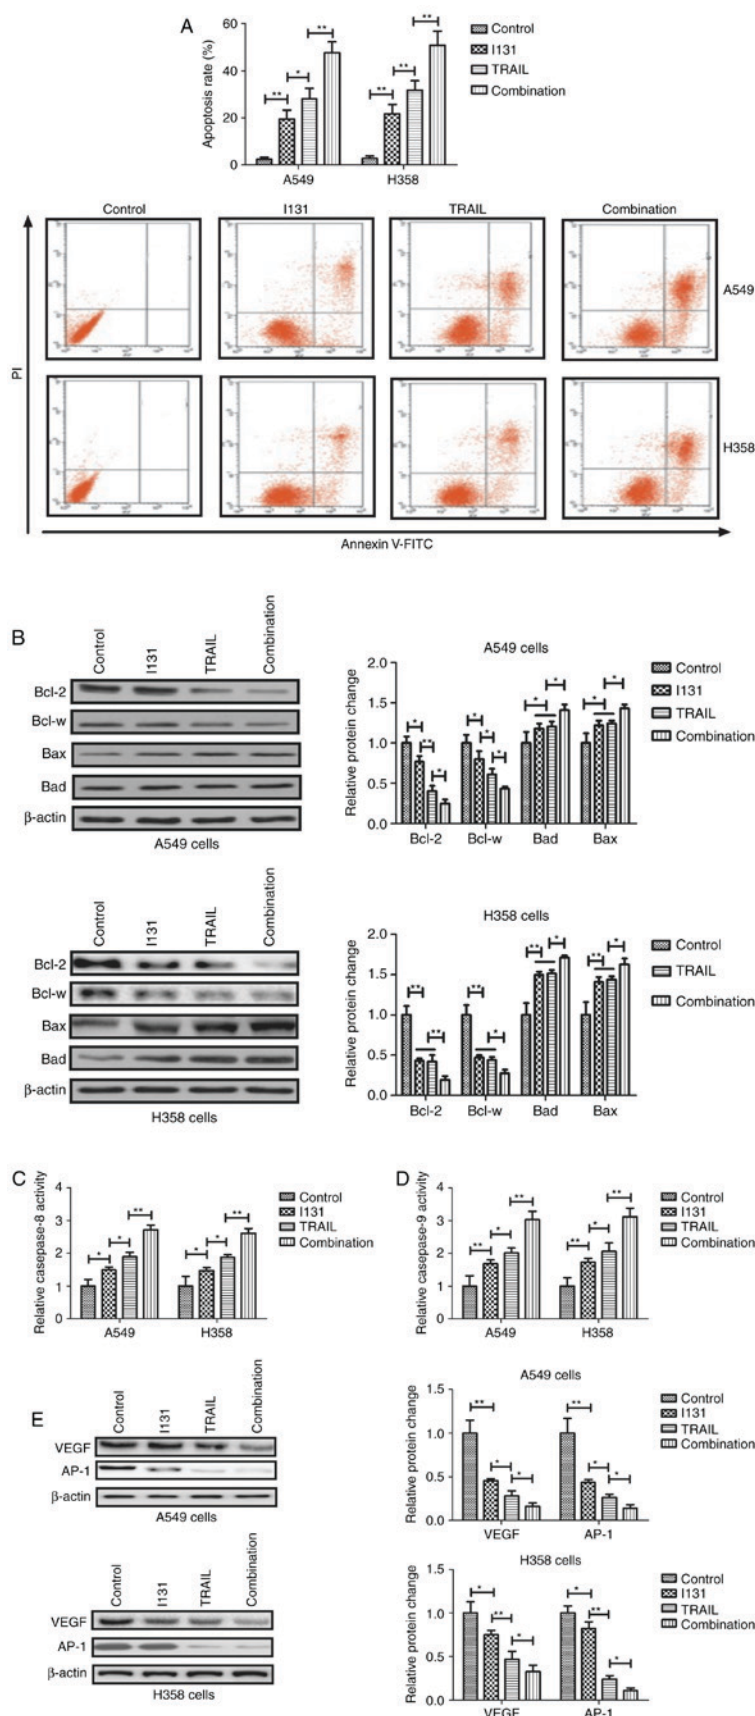 A
Apoptosis rate (%)
60
40
20
0
**
*
**
**
**
**
A549
H358
Control
I131
TRAIL
Combination
Control
I131
TRAIL
Combination
A549
H358
PI
Annexin V-FITC
B
Control
I131
TRAIL
Combination
Bcl-2
Bcl-w
Bax
Bad
β-actin
A549 cells
A549 cells
Relative protein change
2.0
1.5
1.0
0.5
0.0
*
**
*
*
*
*
*
*
*
*
Bcl-2
Bcl-w
Bad
Bax
Control
I131
TRAIL
Combination
Control
I131
TRAIL
Combination
Bcl-2
Bcl-w
Bax
Bad
β-actin
H358 cells
H358 cells
Relative protein change
2.0
1.5
1.0
0.5
0.0
**
**
**
*
**
*
**
*
Bcl-2
Bcl-w
Bad
Bax
Control
TRAIL
Combination
C
Relative casepase-8 activity
4
3
2
1
0
*
*
**
*
*
**
A549
H358
Control
I131
TRAIL
Combination
D
Relative casepase-9 activity
4
3
2
1
0
**
*
**
**
*
**
A549
H358
Control
I131
TRAIL
Combination
E
Control
I131
TRAIL
Combination
VEGF
AP-1
β-actin
A549 cells
A549 cells
Relative protein change
1.5
1.0
0.5
0.0
**
*
*
**
*
*
VEGF
AP-1
Control
I131
TRAIL
Combination
Control
I131
TRAIL
Combination
VEGF
AP-1
β-actin
H358 cells
H358 cells
Relative protein change
1.5
1.0
0.5
0.0
*
**
*
*
**
*
VEGF
AP-1
Control
I131
TRAIL
Combination